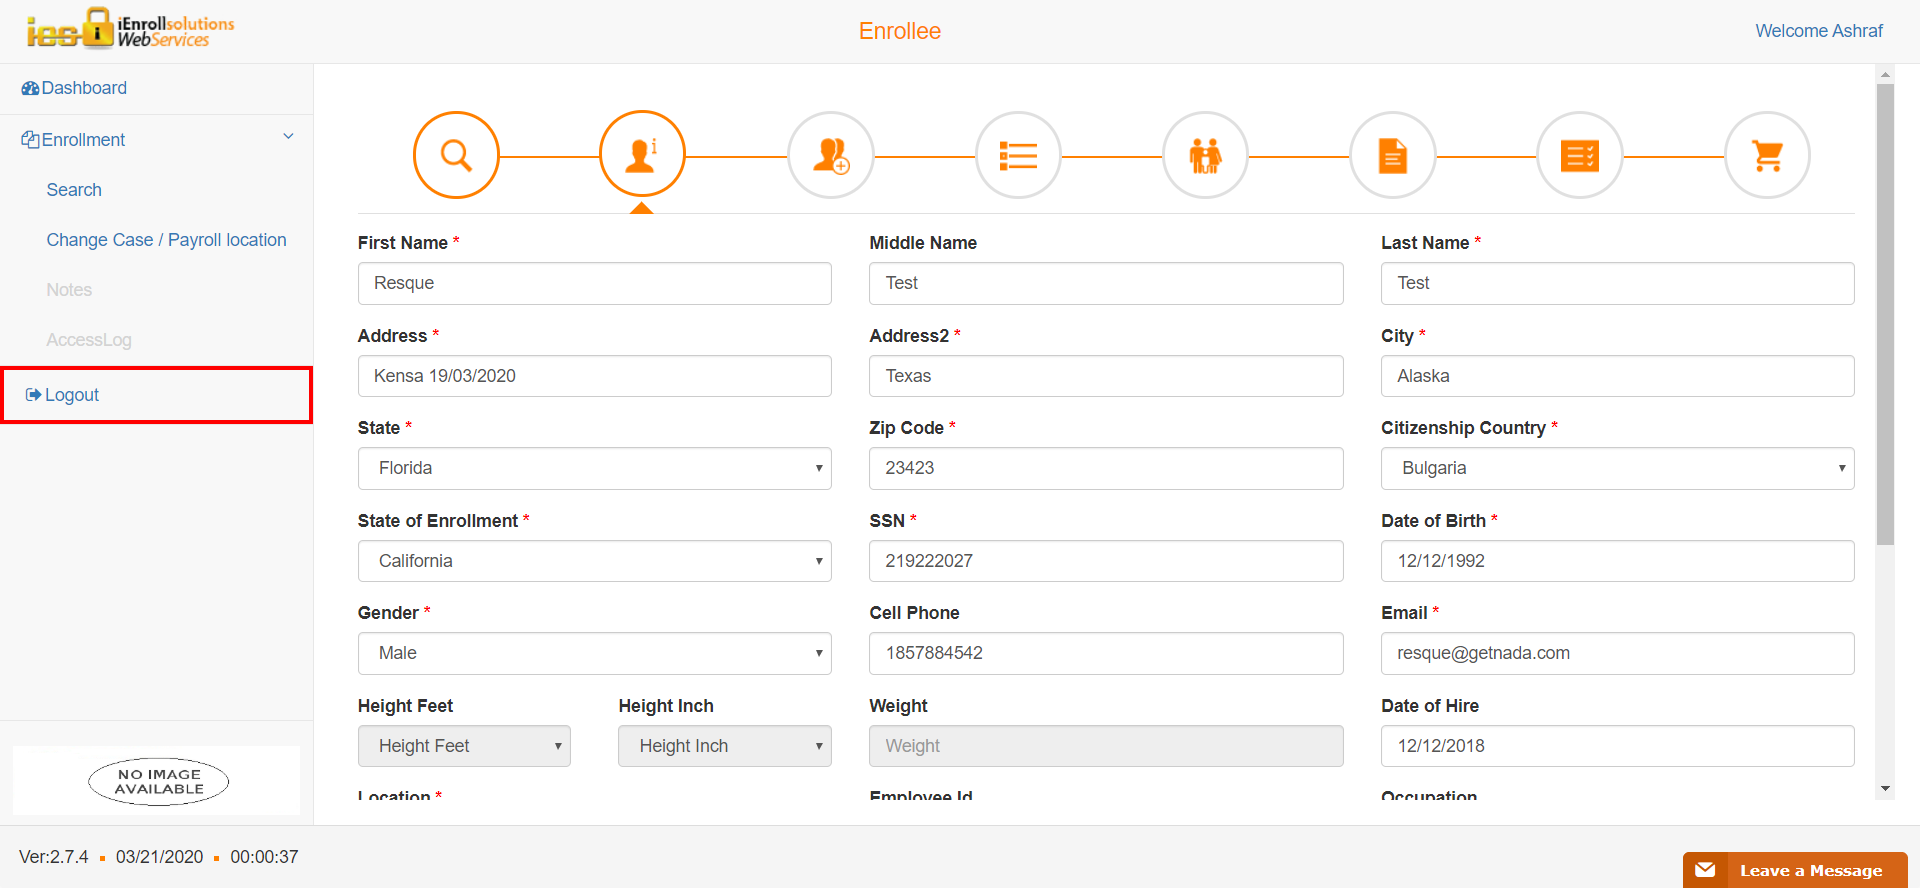 ies iEnrollsolutions
WebServices
Enrollee
Welcome Ashraf
Dashboard
Enrollment
Search
Change Case / Payroll location
Notes
AccessLog
Logout
First Name *
Middle Name
Last Name *
Resque
Test
Test
Address *
Address2 *
City *
Kensa 19/03/2020
Texas
Alaska
State *
Zip Code *
Citizenship Country *
Florida
23423
Bulgaria
State of Enrollment *
SSN *
Date of Birth *
California
219222027
12/12/1992
Gender *
Cell Phone
Email *
Male
1857884542
resque@getnada.com
Height Feet
Height Inch
Weight
Date of Hire
Height Feet
Height Inch
Weight
12/12/2018
Location *
Employee Id
Occupation
NO IMAGE
AVAILABLE
Ver:2.7.4 ▪ 03/21/2020 ▪ 00:00:37
Leave a Message